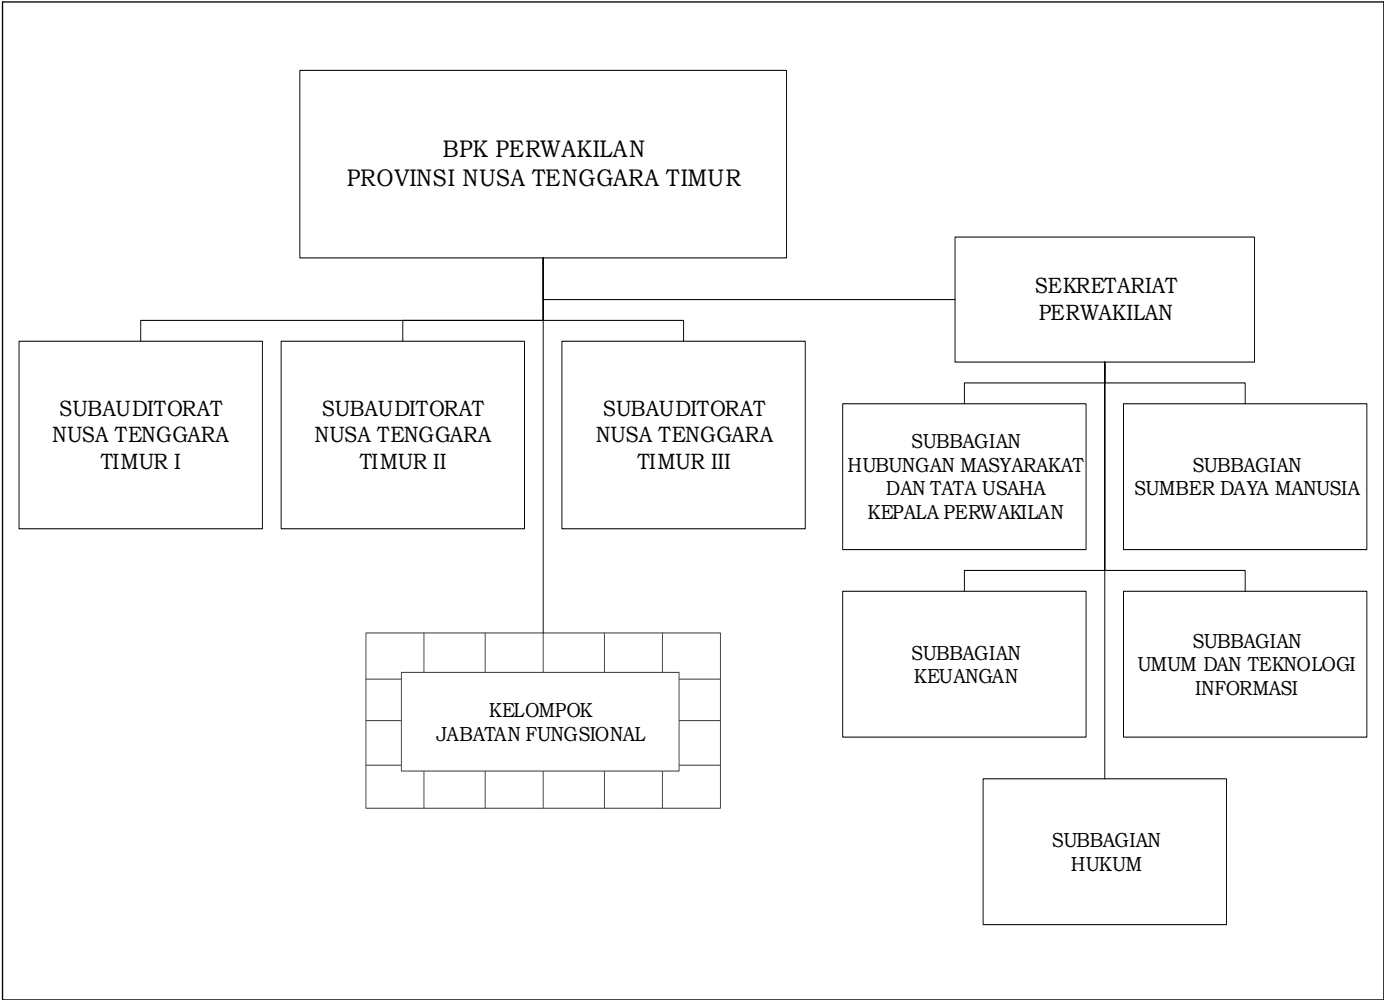 BPK PERWAKILAN
PROVINSI NUSA TENGGARA TIMUR
SEKRETARIAT
PERWAKILAN
SUBAUDITORAT
NUSA TENGGARA
TIMUR I
SUBAUDITORAT
NUSA TENGGARA
TIMUR II
SUBAUDITORAT
NUSA TENGGARA
TIMUR III
SUBBAGIAN
HUBUNGAN MASYARAKAT
DAN TATA USAHA
KEPALA PERWAKILAN
SUBBAGIAN
SUMBER DAYA MANUSIA
SUBBAGIAN
KEUANGAN
SUBBAGIAN
UMUM DAN TEKNOLOGI
INFORMASI
KELOMPOK
JABATAN FUNGSIONAL
SUBBAGIAN
HUKUM